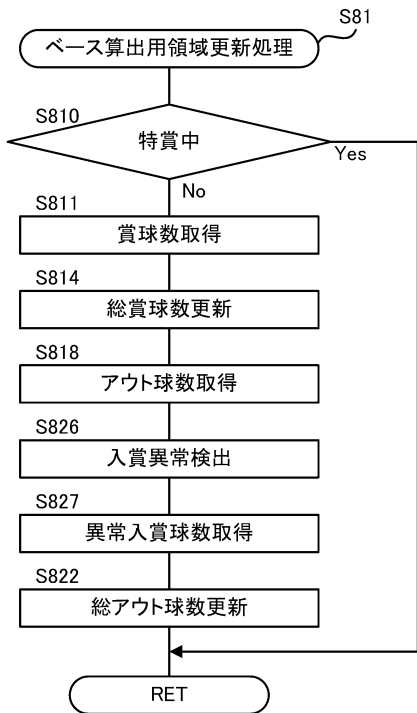 S81
ベース算出用領域更新処理
S810
特賞中
Yes
No
S811
賞球数取得
S814
総賞球数更新
S818
アウト球数取得
S826
入賞異常検出
S827
異常入賞球数取得
S822
総アウト球数更新
RET